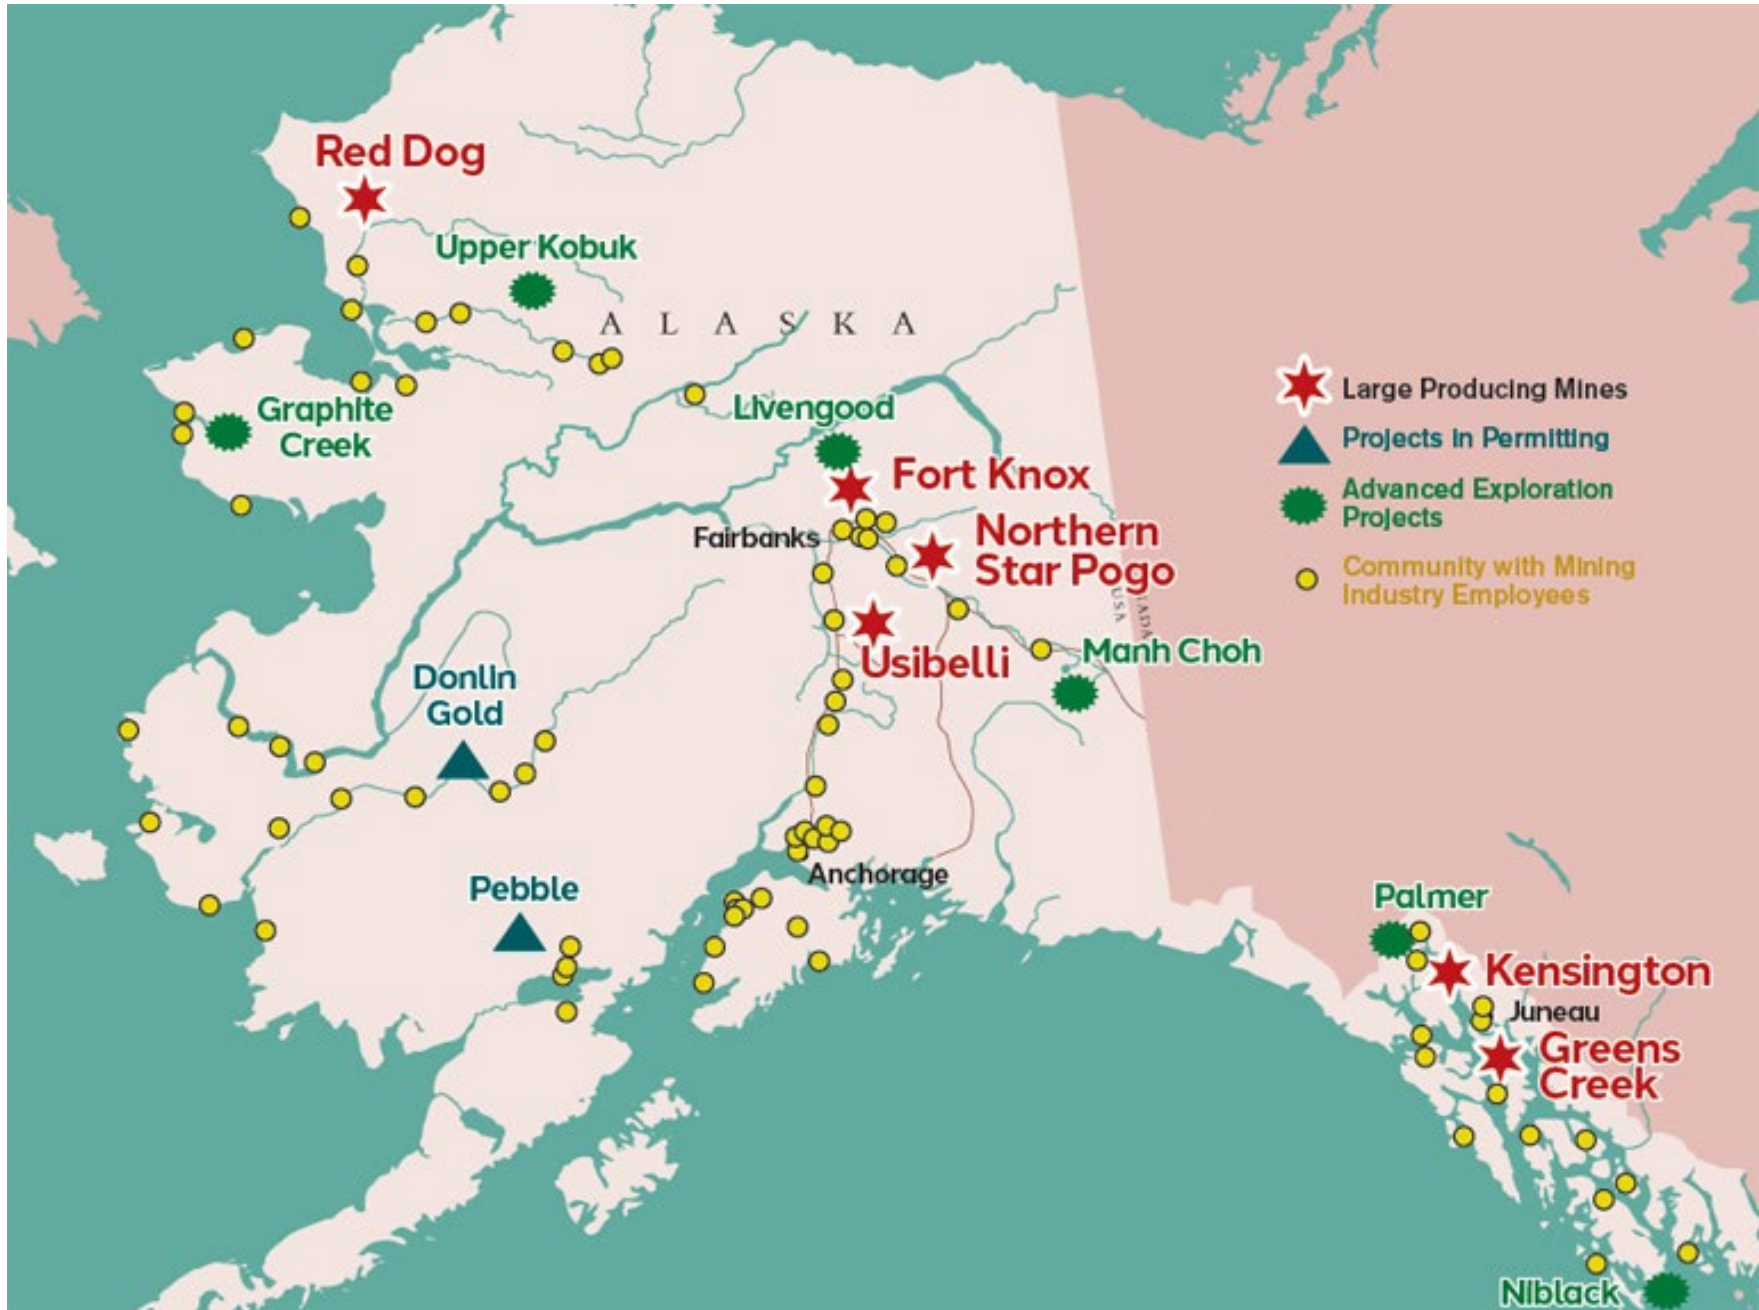 Red Dog
Upper Kobuk
ALASKA
Graphite
Creek
Livengood
Fort Knox
Fairbanks
Northern
Star Pogo
USA
Usibelli
Manh Choh
Large Producing Mines
Projects in Permitting
Advanced Exploration
Projects
Community with Mining
Industry Employees
Donlin
Gold
Pebble
Anchorage
Palmer
Kensington
Juneau
Greens
Creek
Niblack